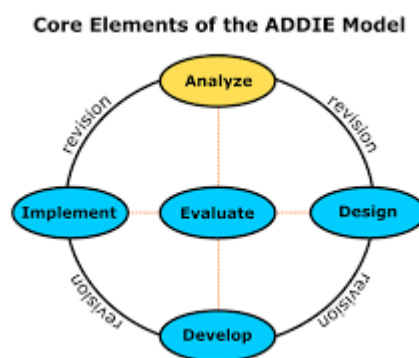 Core Elements of the ADDIE Model
Analyze
revision
revision
Implement
Evaluate
Design
revision
revision
Develop